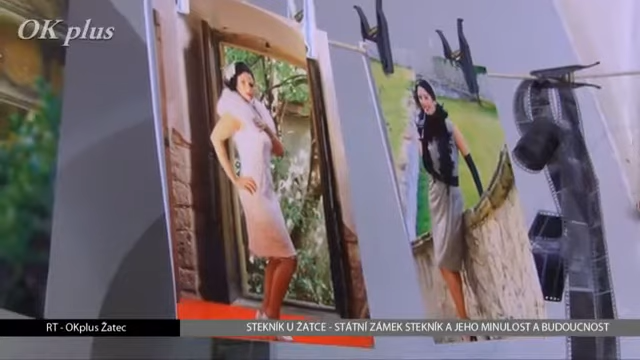 OK plus
RT - OKplus Žatec
STEKNÍK U ŽATCE - STÁTNÍ ZÁMEK STEKNÍK A JEHO MINULOST A BUDOUCNOST